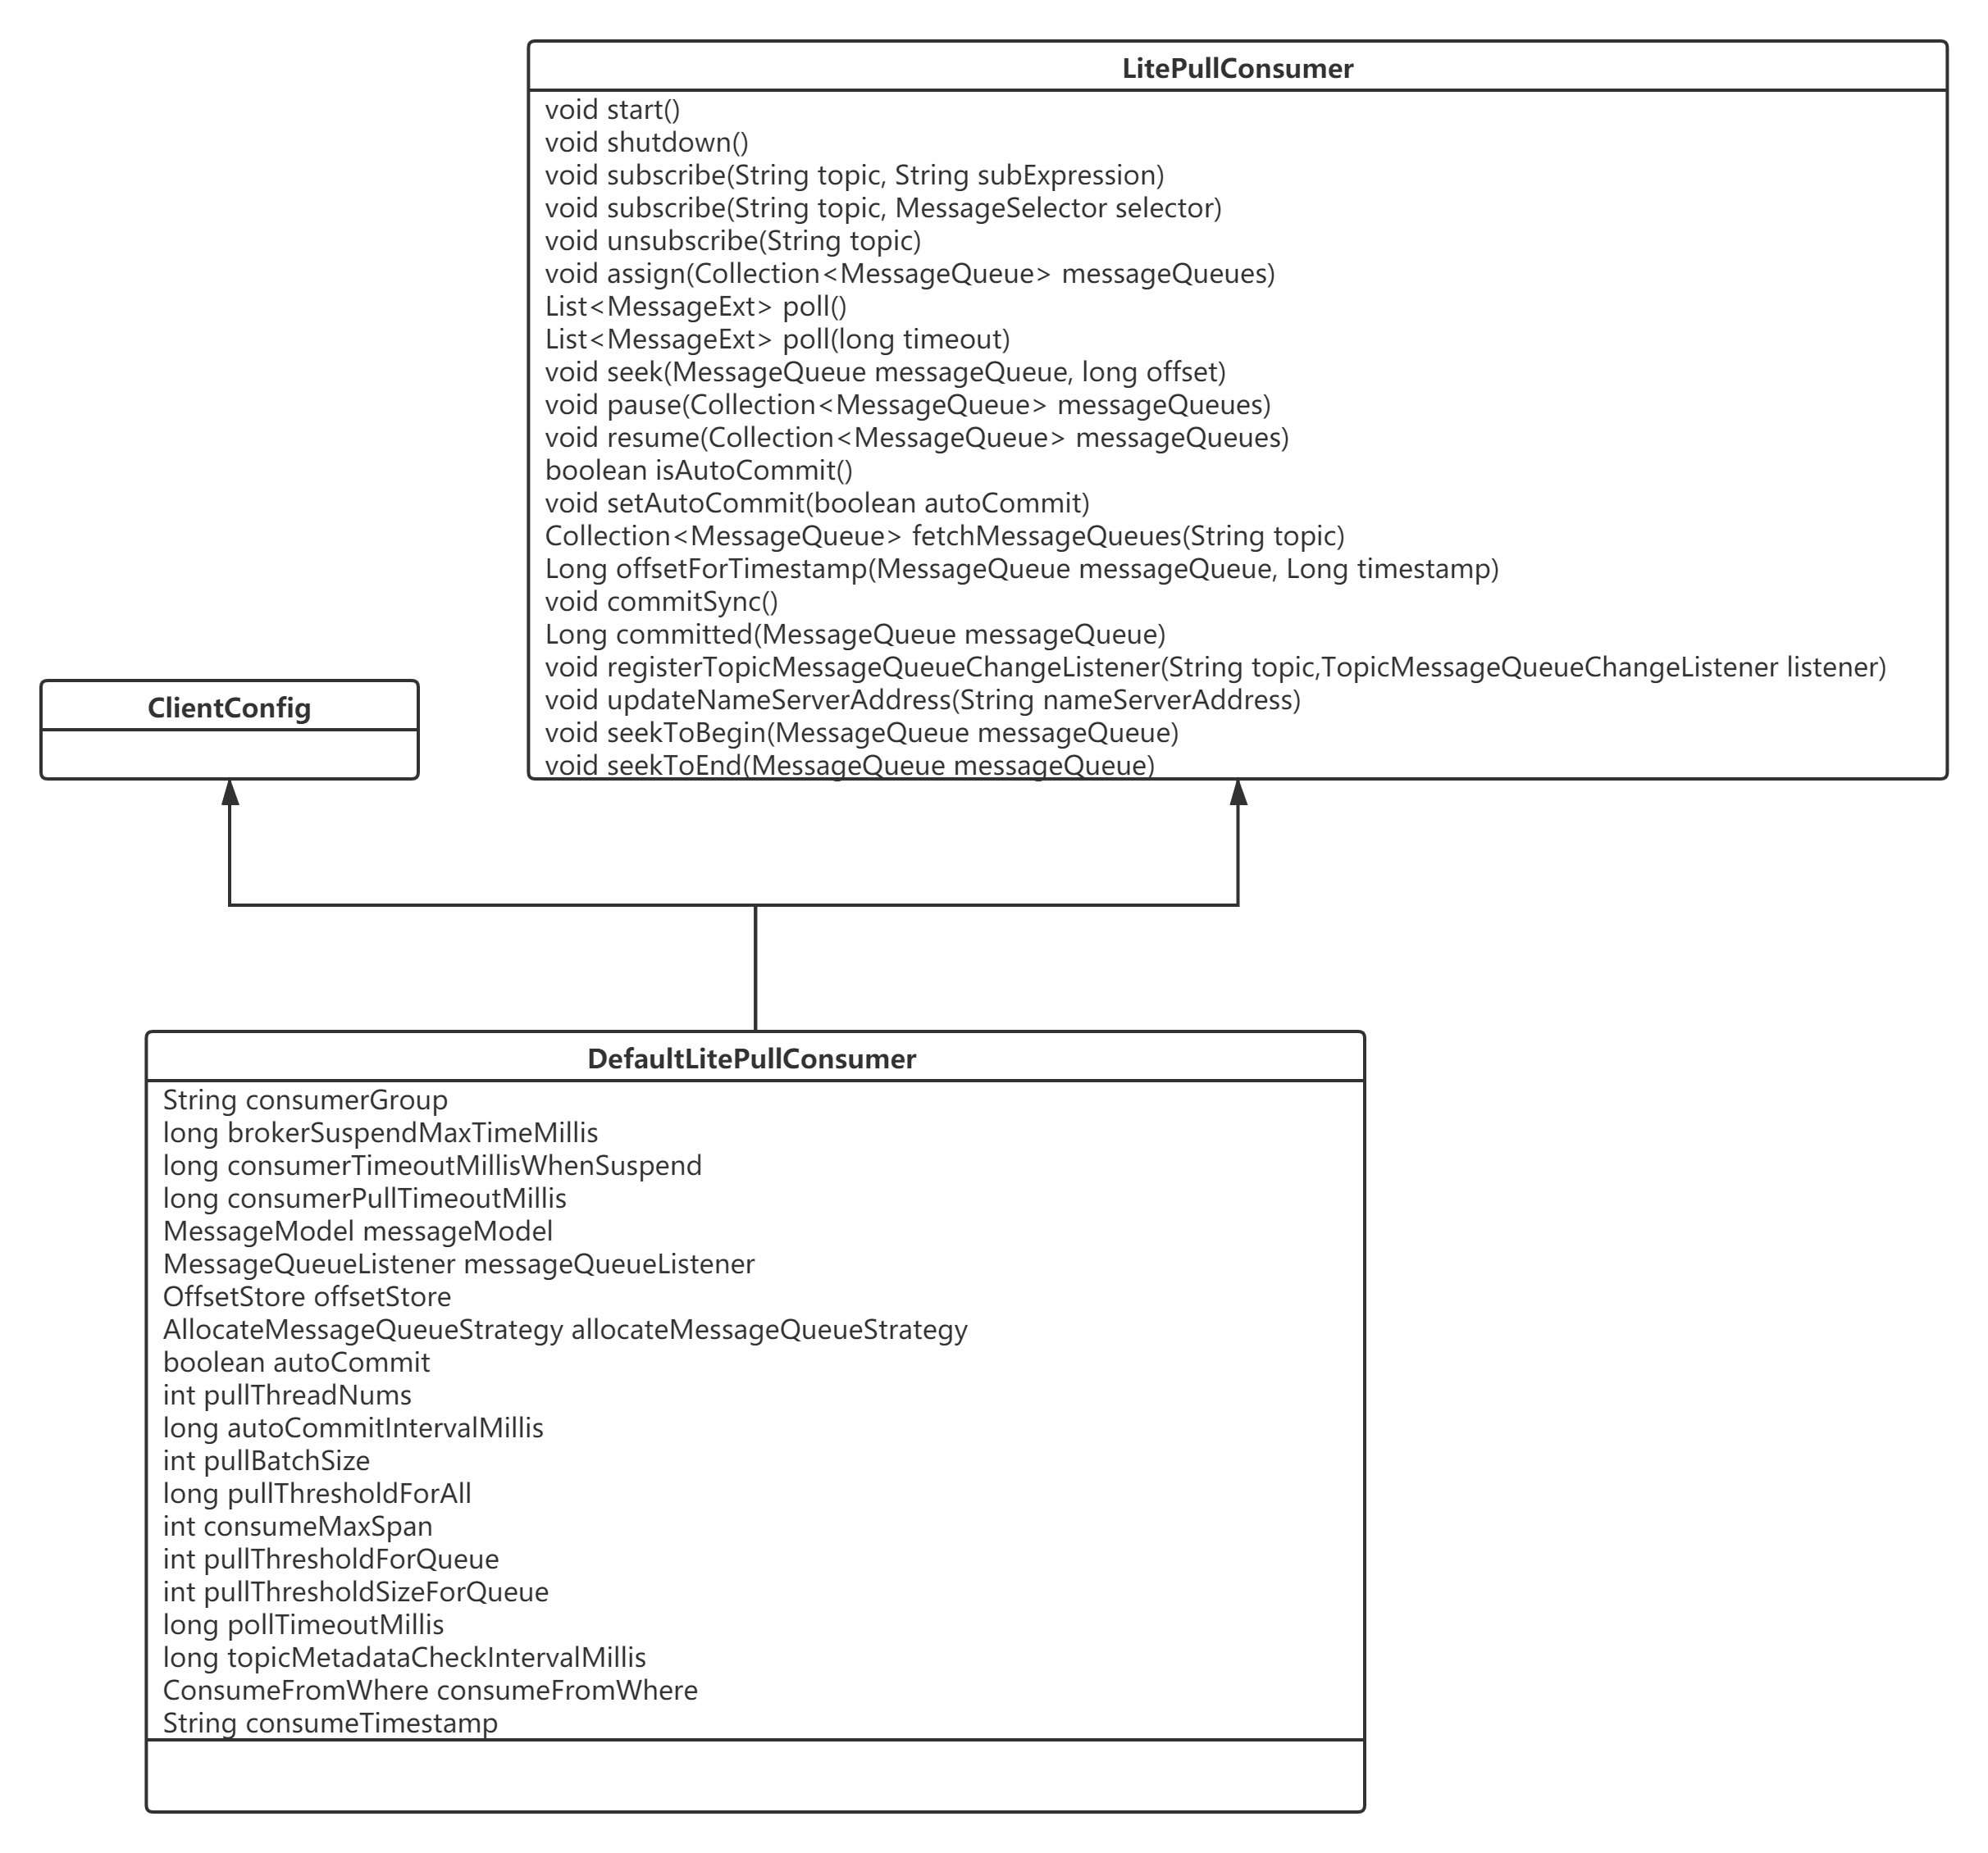 LitePullConsumer
void start()
void shutdown()
void subscribe(String topic, String subExpression)
void subscribe(String topic, MessageSelector selector)
void unsubscribe(String topic)
void assign(Collection<MessageQueue> messageQueues)
List<MessageExt> poll()
List<MessageExt> poll(long timeout)
void seek(MessageQueue messageQueue, long offset)
void pause(Collection<MessageQueue> messageQueues)
void resume(Collection<MessageQueue> messageQueues)
boolean isAutoCommit()
void setAutoCommit(boolean autoCommit)
Collection<MessageQueue> fetchMessageQueues(String topic)
Long offsetForTimestamp(MessageQueue messageQueue, Long timestamp)
void commitSync()
Long committed(MessageQueue messageQueue)
void registerTopicMessageQueueChangeListener(String topic,TopicMessageQueueChangeListener listener)
void updateNameServerAddress(String nameServerAddress)
void seekToBegin(MessageQueue messageQueue)
void seekToEnd(MessageQueue messageQueue)
ClientConfig
DefaultLitePullConsumer
String consumerGroup
long brokerSuspendMaxTimeMillis
long consumerTimeoutMillisWhenSuspend
long consumerPullTimeoutMillis
MessageModel messageModel
MessageQueueListener messageQueueListener
OffsetStore offsetStore
AllocateMessageQueueStrategy allocateMessageQueueStrategy
boolean autoCommit
int pullThreadNums
long autoCommitIntervalMillis
int pullBatchSize
long pullThresholdForAll
int consumeMaxSpan
int pullThresholdForQueue
int pullThresholdSizeForQueue
long pollTimeoutMillis
long topicMetadataCheckIntervalMillis
ConsumeFromWhere consumeFromWhere
String consumeTimestamp